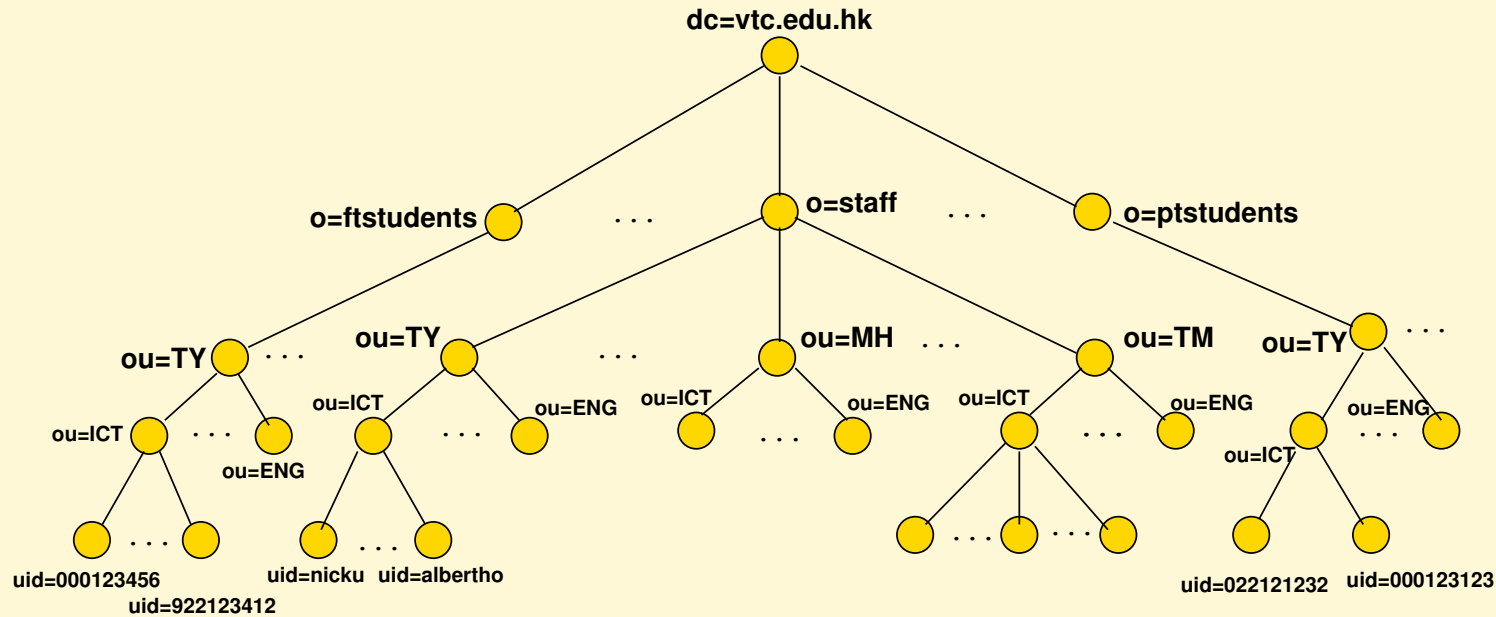 dc=vtc.edu.hk
o=ftstudents
. . .
o=staff
. . .
o=ptstudents
ou=TY
. . .
ou=TY
. . .
ou=MH
. . .
ou=TM
ou=TY
. . .
ou=ICT
. . .
ou=ENG
ou=ICT
. . .
ou=ENG
ou=ICT
. . .
ou=ENG
ou=ICT
. . .
ou=ENG
ou=ICT
. . .
ou=ENG
. . .
uid=000123456
uid=922123412
. . .
uid=nicku
uid=albertho
. . .
. . .
uid=022121232
uid=000123123